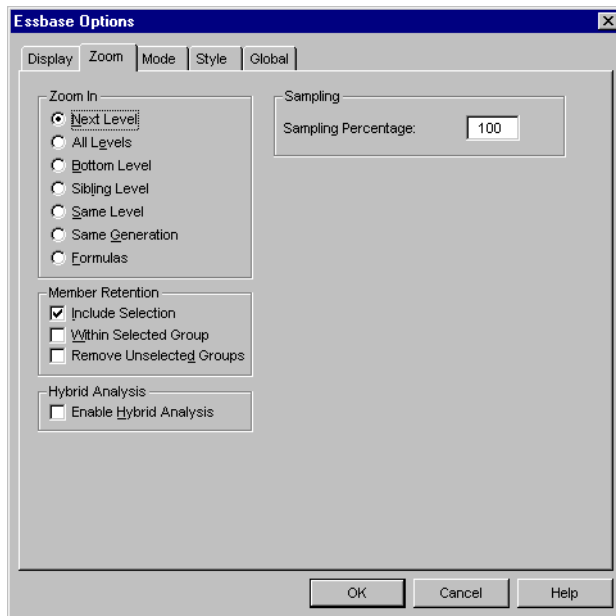 Essbase Options
Display Zoom Mode Style Global
Zoom In
Next Level
All Levels
Bottom Level
Sibling Level
Same Level
Same Generation
Formulas
Sampling
Sampling Percentage: 100
Member Retention
Include Selection
Within Selected Group
Remove Unselected Groups
Hybrid Analysis
Enable Hybrid Analysis
OK Cancel Help